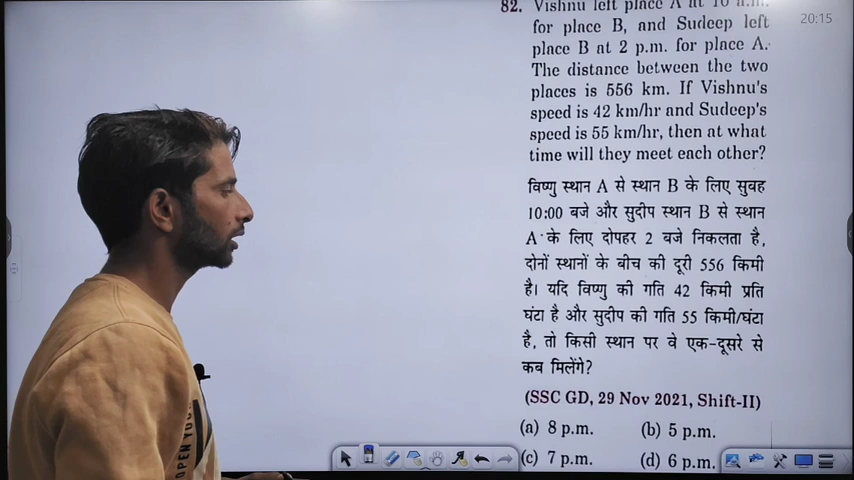 82. Vishnu left place A at 10 a.m.
for place B, and Sudeep left
place B at 2 p.m. for place A.
The distance between the two
places is 556 km. If Vishnu's
speed is 42 km/hr and Sudeep's
speed is 55 km/hr, then at what
time will they meet each other?
विष्णु स्थान A से स्थान B के लिए सुबह
10:00 बजे और सुदीप स्थान B से स्थान
A के लिए दोपहर 2 बजे निकलता है,
दोनों स्थानों के बीच की दूरी 556 किमी
है। यदि विष्णु की गति 42 किमी प्रति
घंटा है और सुदीप की गति 55 किमी/घंटा
है, तो किसी स्थान पर वे एक-दूसरे से
कब मिलेंगे?
(SSC GD, 29 Nov 2021, Shift-II)
(a) 8 p.m. (b) 5 p.m.
(c) 7 p.m. (d) 6 p.m.
20:15
OPEN YOU